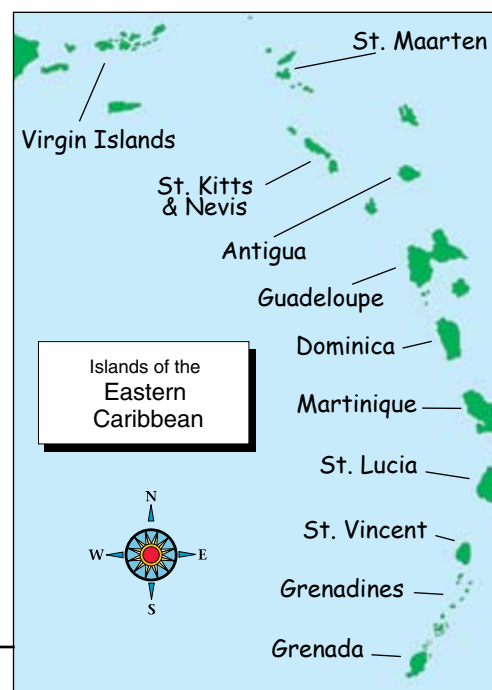 St. Maarten
Virgin Islands
St. Kitts
& Nevis
Antigua
Guadeloupe
Dominica
Islands of the
Eastern
Caribbean
Martinique
St. Lucia
N
W
E
S
St. Vincent
Grenadines
Grenada